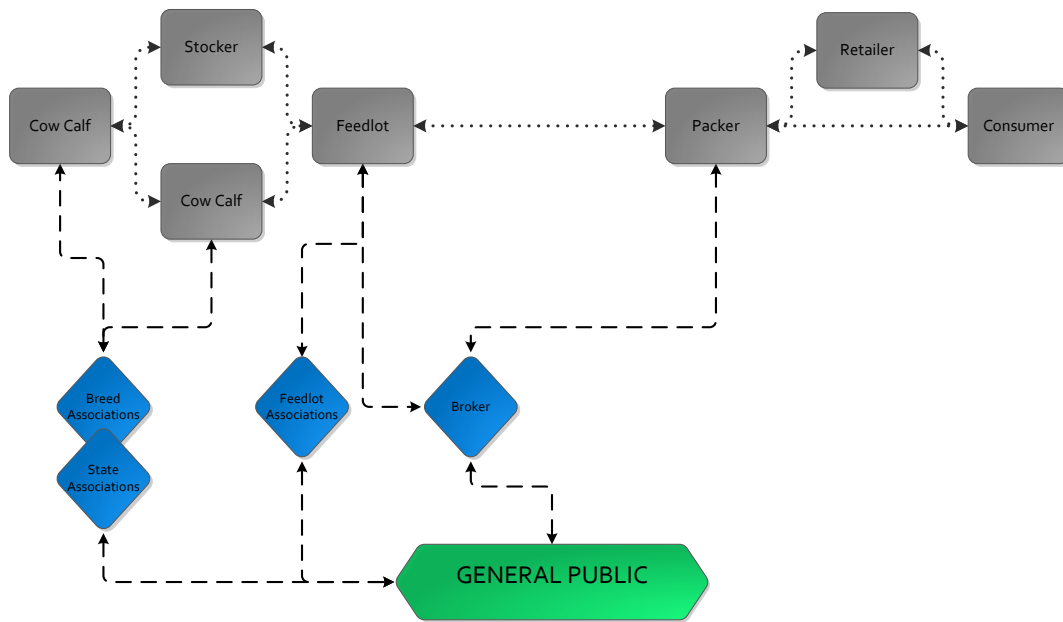 Stocker
Retailer
Cow Calf
Feedlot
Packer
Consumer
Cow Calf
Breed
Associations
Feedlot
Associations
Broker
State
Associations
GENERAL PUBLIC